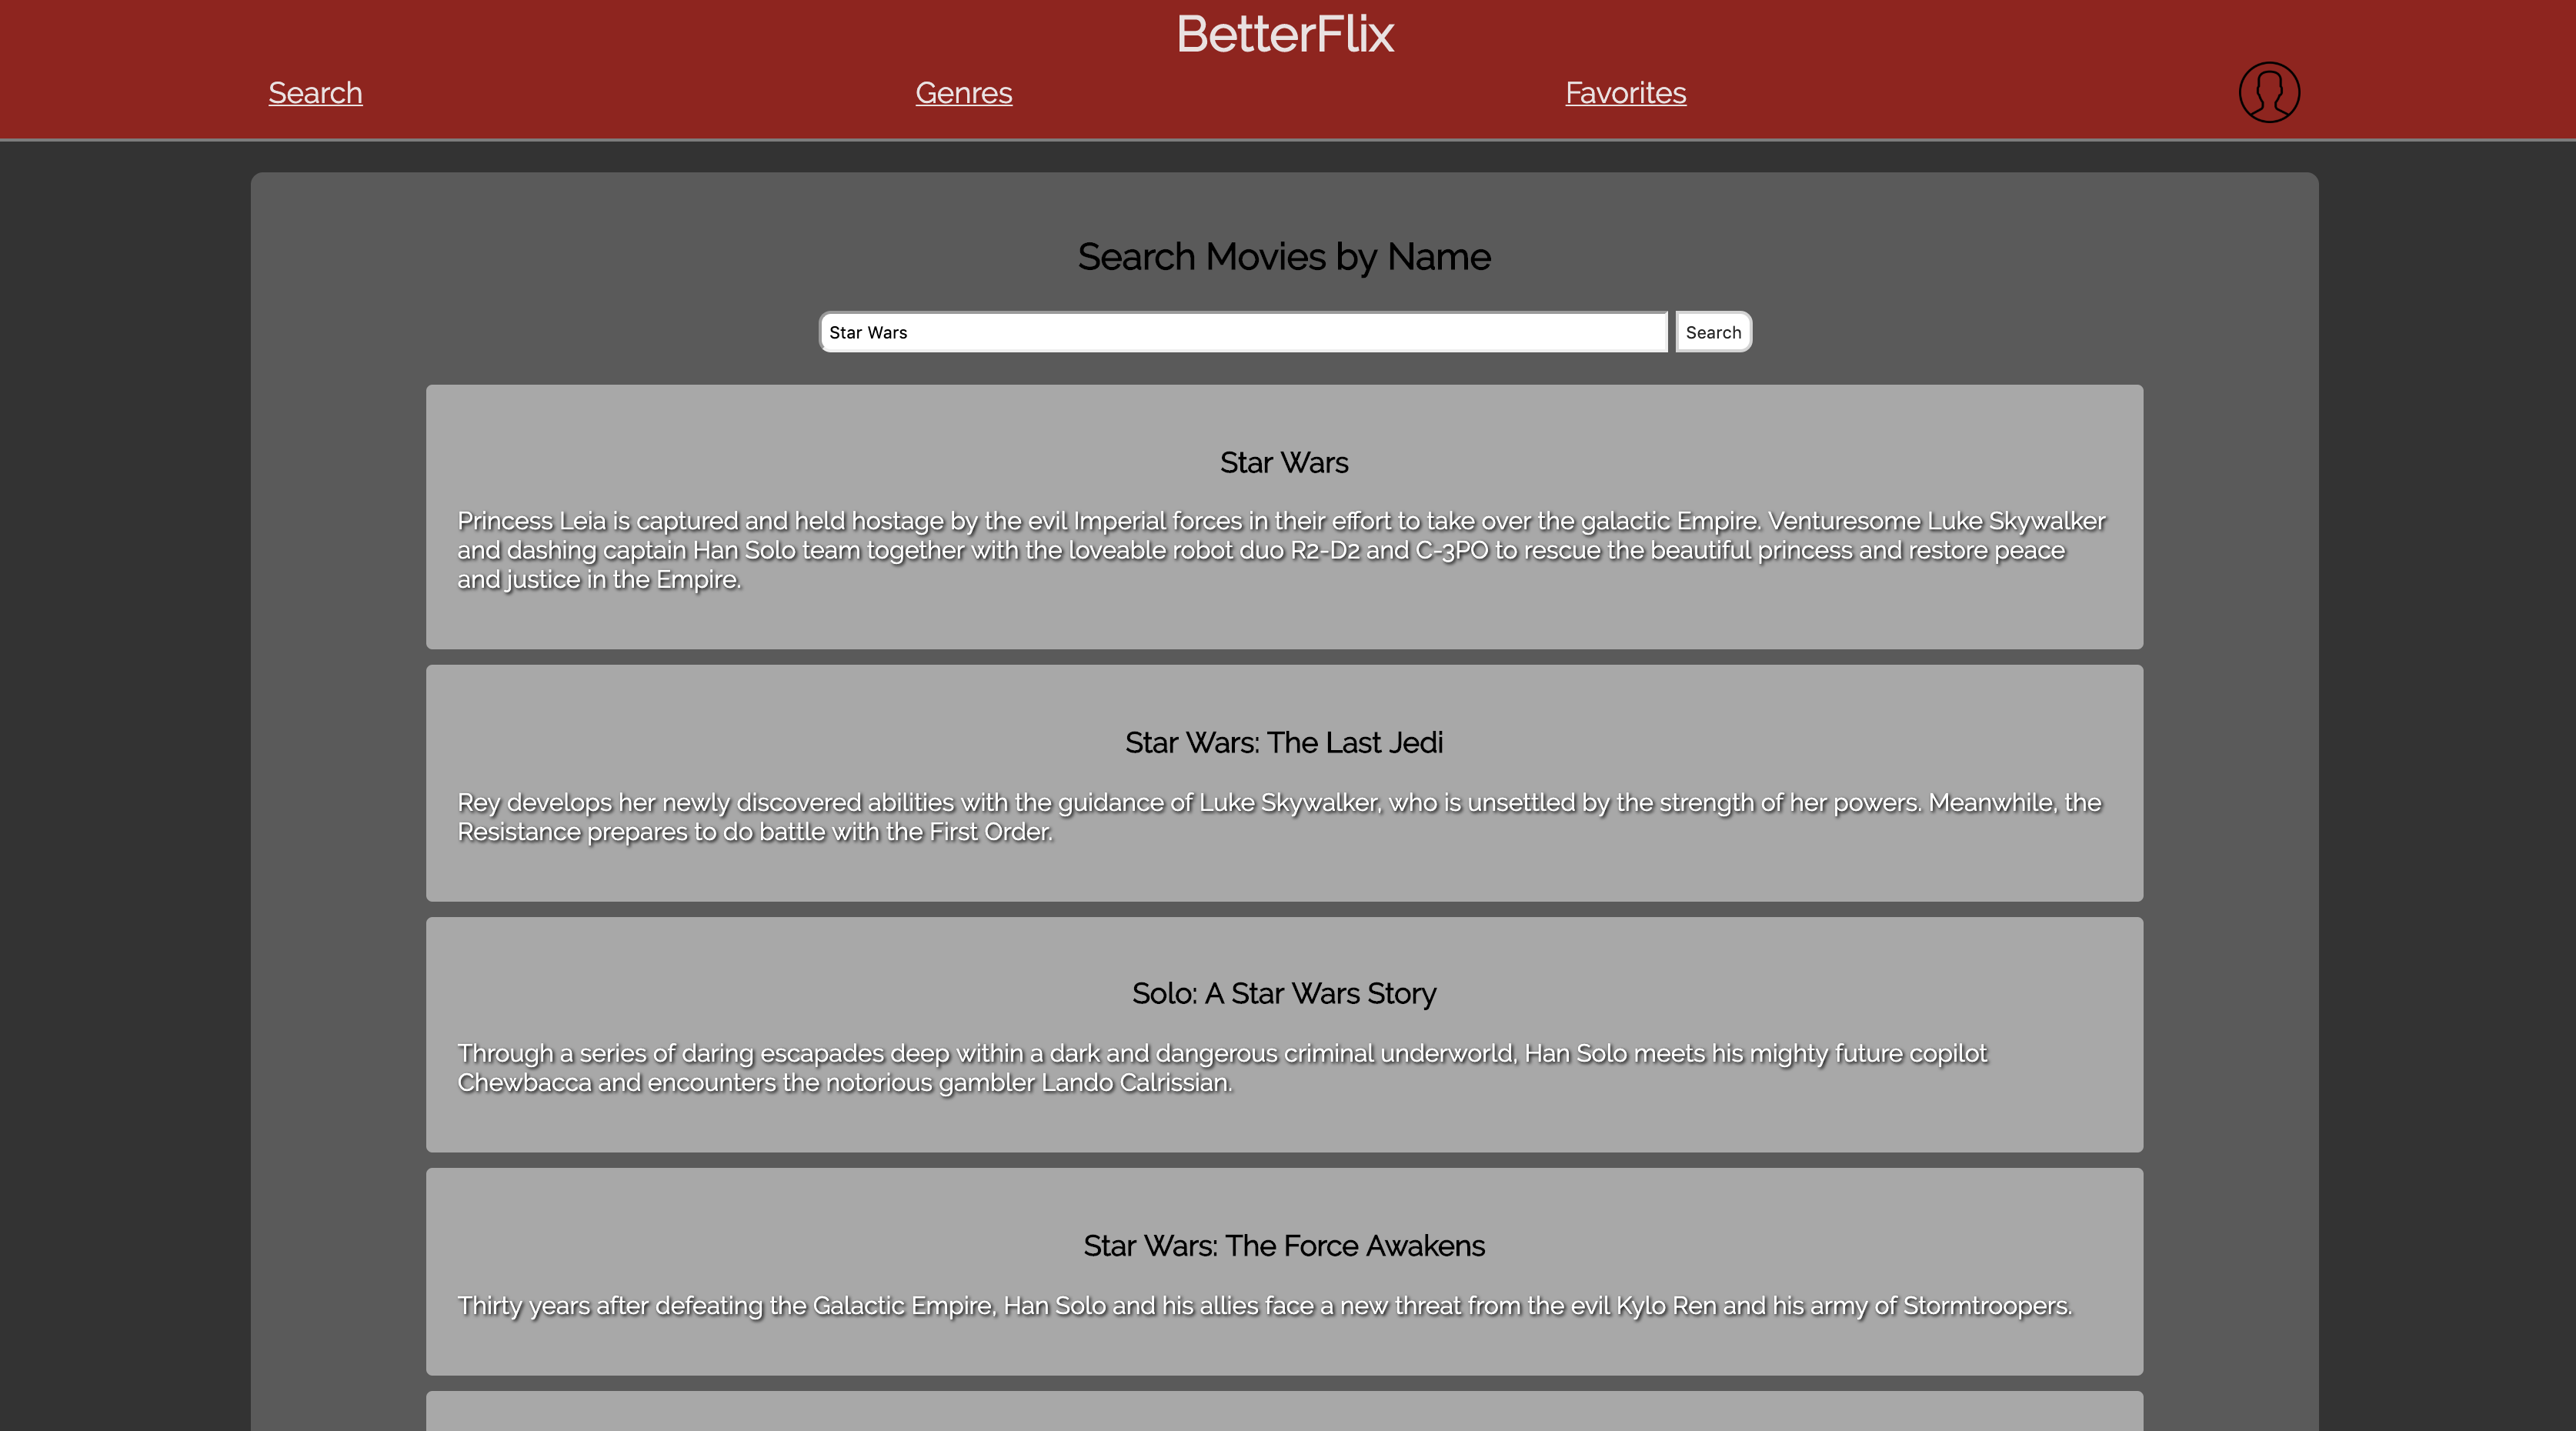 BetterFlix
Search
Genres
Favorites
Search Movies by Name
Star Wars
Search
Star Wars
Princess Leia is captured and held hostage by the evil Imperial forces in their effort to take over the galactic Empire. Venturesome Luke Skywalker
and dashing captain Han Solo team together with the loveable robot duo R2-D2 and C-3PO to rescue the beautiful princess and restore peace
and justice in the Empire.
Star Wars: The Last Jedi
Rey develops her newly discovered abilities with the guidance of Luke Skywalker, who is unsettled by the strength of her powers. Meanwhile, the
Resistance prepares to do battle with the First Order.
Solo: A Star Wars Story
Through a series of daring escapades deep within a dark and dangerous criminal underworld, Han Solo meets his mighty future copilot
Chewbacca and encounters the notorious gambler Lando Calrissian.
Star Wars: The Force Awakens
Thirty years after defeating the Galactic Empire, Han Solo and his allies face a new threat from the evil Kylo Ren and his army of Stormtroopers.